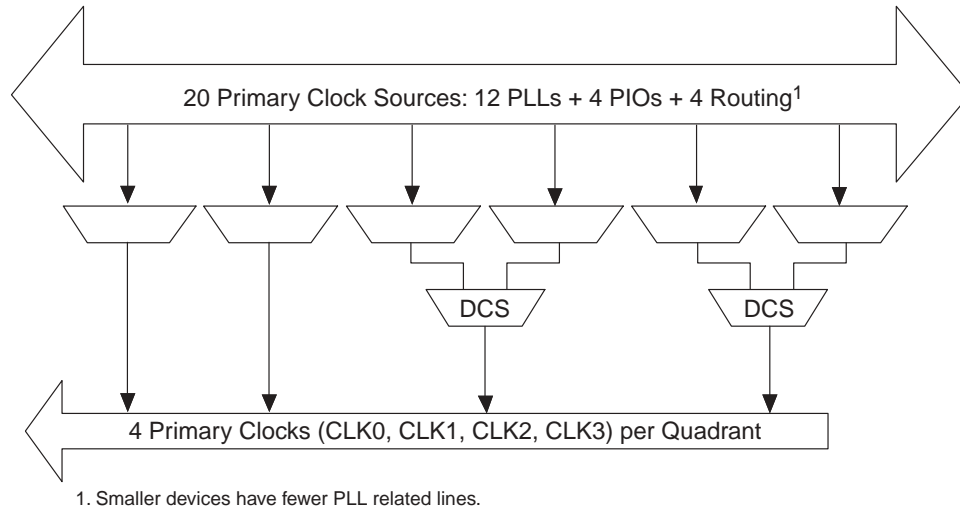 20 Primary Clock Sources: 12 PLLs + 4 PIOs + 4 Routing¹
DCS
DCS
4 Primary Clocks (CLK0, CLK1, CLK2, CLK3) per Quadrant
1. Smaller devices have fewer PLL related lines.